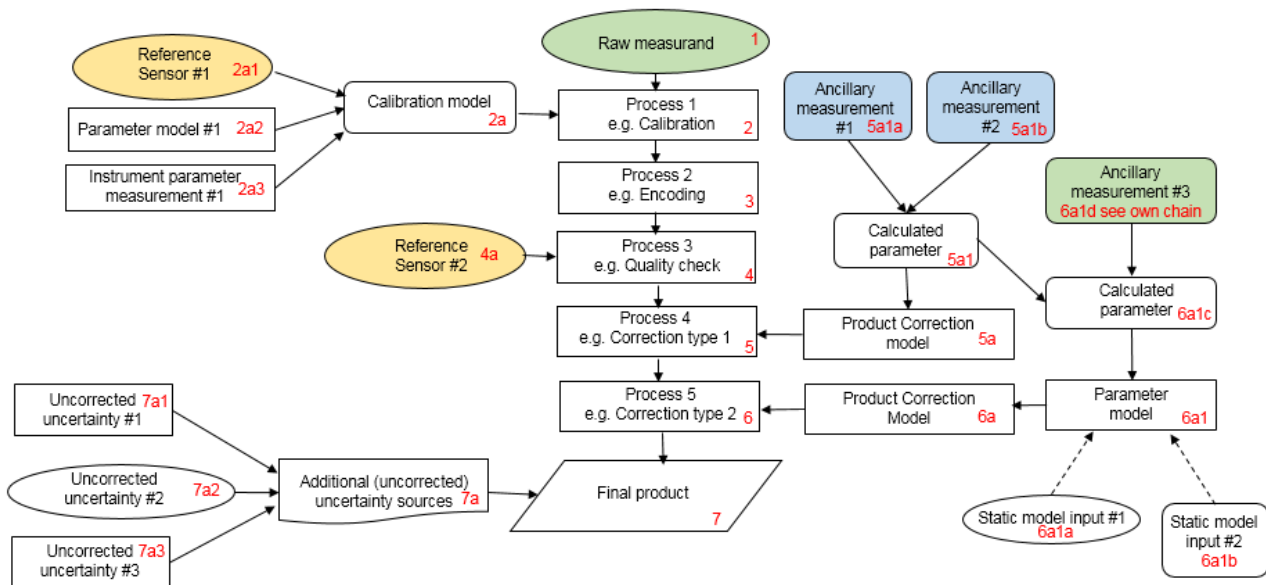 Raw measurand 1
Reference
Sensor #1 2a1
Parameter model #1 2a2
Instrument parameter
measurement #1 2a3
Calibration model
2a
Process 1
e.g. Calibration 2
Process 2
e.g. Encoding 3
Reference
Sensor #2 4a
Process 3
e.g. Quality check 4
Process 4
e.g. Correction type 1 5
Process 5
e.g. Correction type 2 6
Ancillary
measurement
#1 5a1a
Ancillary
measurement
#2 5a1b
Ancillary
measurement #3
6a1d see own chain
Calculated
parameter
5a1
Calculated
parameter 6a1c
Product Correction
model 5a
Product Correction
Model 6a
Parameter
model 6a1
Static model input #1
6a1a
Static model
input #2
6a1b
Uncorrected 7a1
uncertainty #1
Uncorrected
uncertainty #2 7a2
Uncorrected 7a3
uncertainty #3
Additional (uncorrected)
uncertainty sources 7a
Final product
7